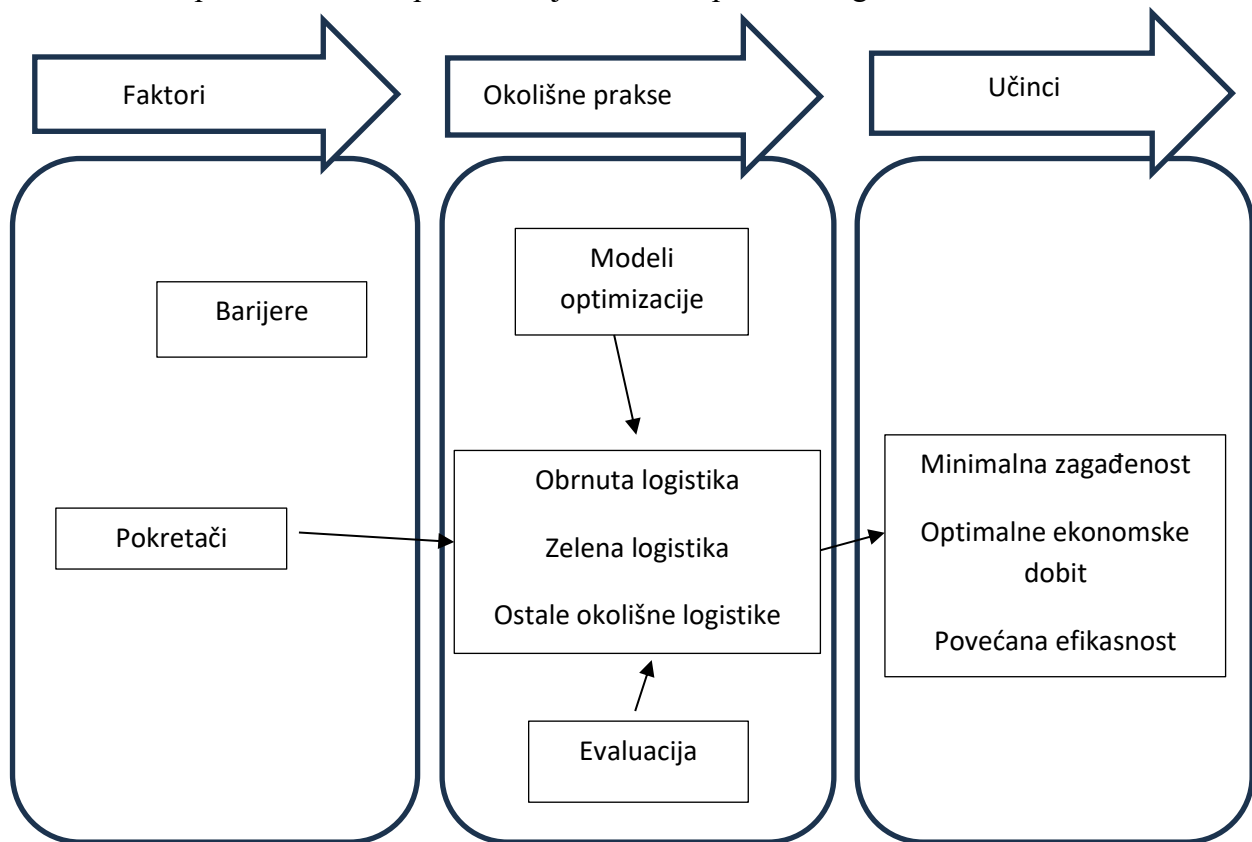 Faktori
Okolišne prakse
Učinci
Barijere
Pokretači
Modeli
optimizacije
Obrnuta logistika
Zelena logistika
Ostale okolišne logistike
Evaluacija
Minimalna zagađenost
Optimalne ekonomske
dobit
Povećana efikasnost